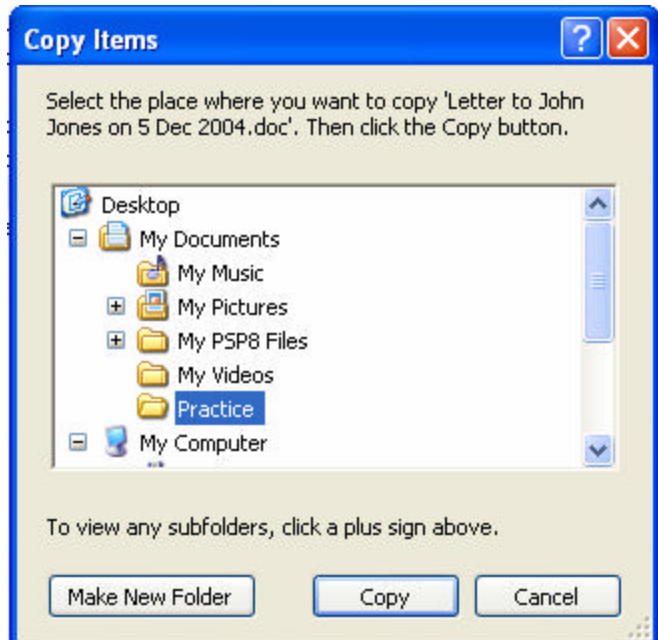 Copy Items
Select the place where you want to copy 'Letter to John
Jones on 5 Dec 2004.doc'. Then click the Copy button.
Desktop
My Documents
My Music
My Pictures
My PSP8 Files
My Videos
Practice
My Computer
To view any subfolders, click a plus sign above.
Make New Folder Copy Cancel